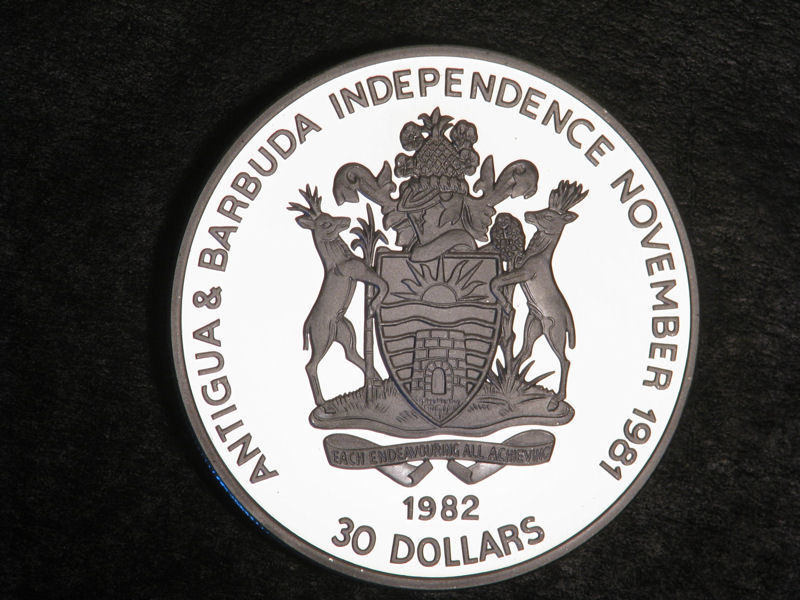 ANTIGUA & BARBUDA INDEPENDENCE NOVEMBER 1981
EACH ENDEAVOURING ALL ACHIEVING
1982
30 DOLLARS